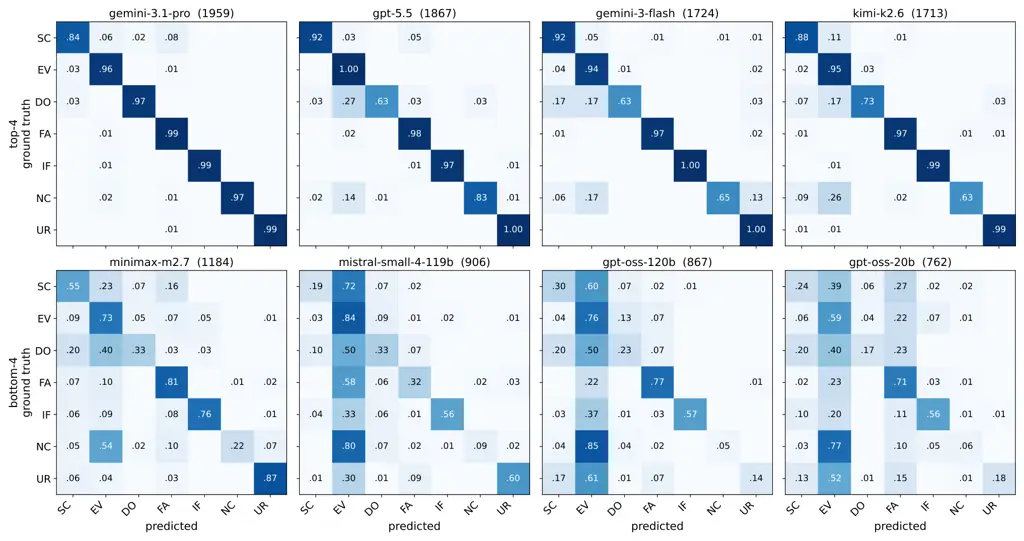 gemini-3.1-pro (1959) gpt-5.5 (1867) gemini-3-flash (1724) kimi-k2.6 (1713)
top-4
ground truth
SC .84 .06 .02 .08 .92 .03 .05 .92 .05 .01 .01 .01 .88 .11 .01
EV .03 .96 .01 1.00 .04 .94 .01 .02 .02 .95 .03
DO .03 .97 .03 .27 .63 .03 .03 .17 .17 .63 .03 .07 .17 .73 .03
FA .01 .99 .02 .98 .01 .97 .02 .01 .97 .01 .01
IF .01 .99 .97 .01 1.00 .01 .99
NC .02 .01 .97 .14 .01 .83 .01 .06 .17 .65 .13 .09 .26 .02 .63
UR .01 .99 1.00 1.00 .99
minimax-m2.7 (1184) mistral-small-4-119b (906) gpt-oss-120b (867) gpt-oss-20b (762)
bottom-4
ground truth
SC .55 .23 .07 .16 .19 .72 .07 .02 .30 .60 .07 .02 .01 .24 .39 .06 .27 .02 .02
EV .09 .73 .05 .07 .05 .01 .03 .84 .09 .01 .02 .01 .04 .76 .13 .07 .06 .59 .04 .22 .07 .01
DO .20 .40 .33 .03 .03 .10 .50 .33 .07 .20 .50 .23 .07 .20 .40 .17 .23
FA .07 .10 .81 .01 .02 .58 .06 .32 .02 .03 .22 .77 .01 .02 .23 .71 .03 .01
IF .06 .09 .08 .76 .01 .04 .33 .06 .01 .56 .03 .37 .01 .03 .57 .10 .20 .11 .56 .01 .01
NC .05 .54 .02 .10 .22 .07 .80 .07 .02 .01 .09 .02 .03 .85 .04 .02 .05 .03 .77 .10 .05 .06
UR .06 .04 .03 .87 .01 .30 .01 .09 .60 .17 .61 .01 .07 .14 .13 .52 .01 .15 .01 .18
SC EV DO FA IF NC UR SC EV DO FA IF NC UR SC EV DO FA IF NC UR SC EV DO FA IF NC UR
predicted predicted predicted predicted